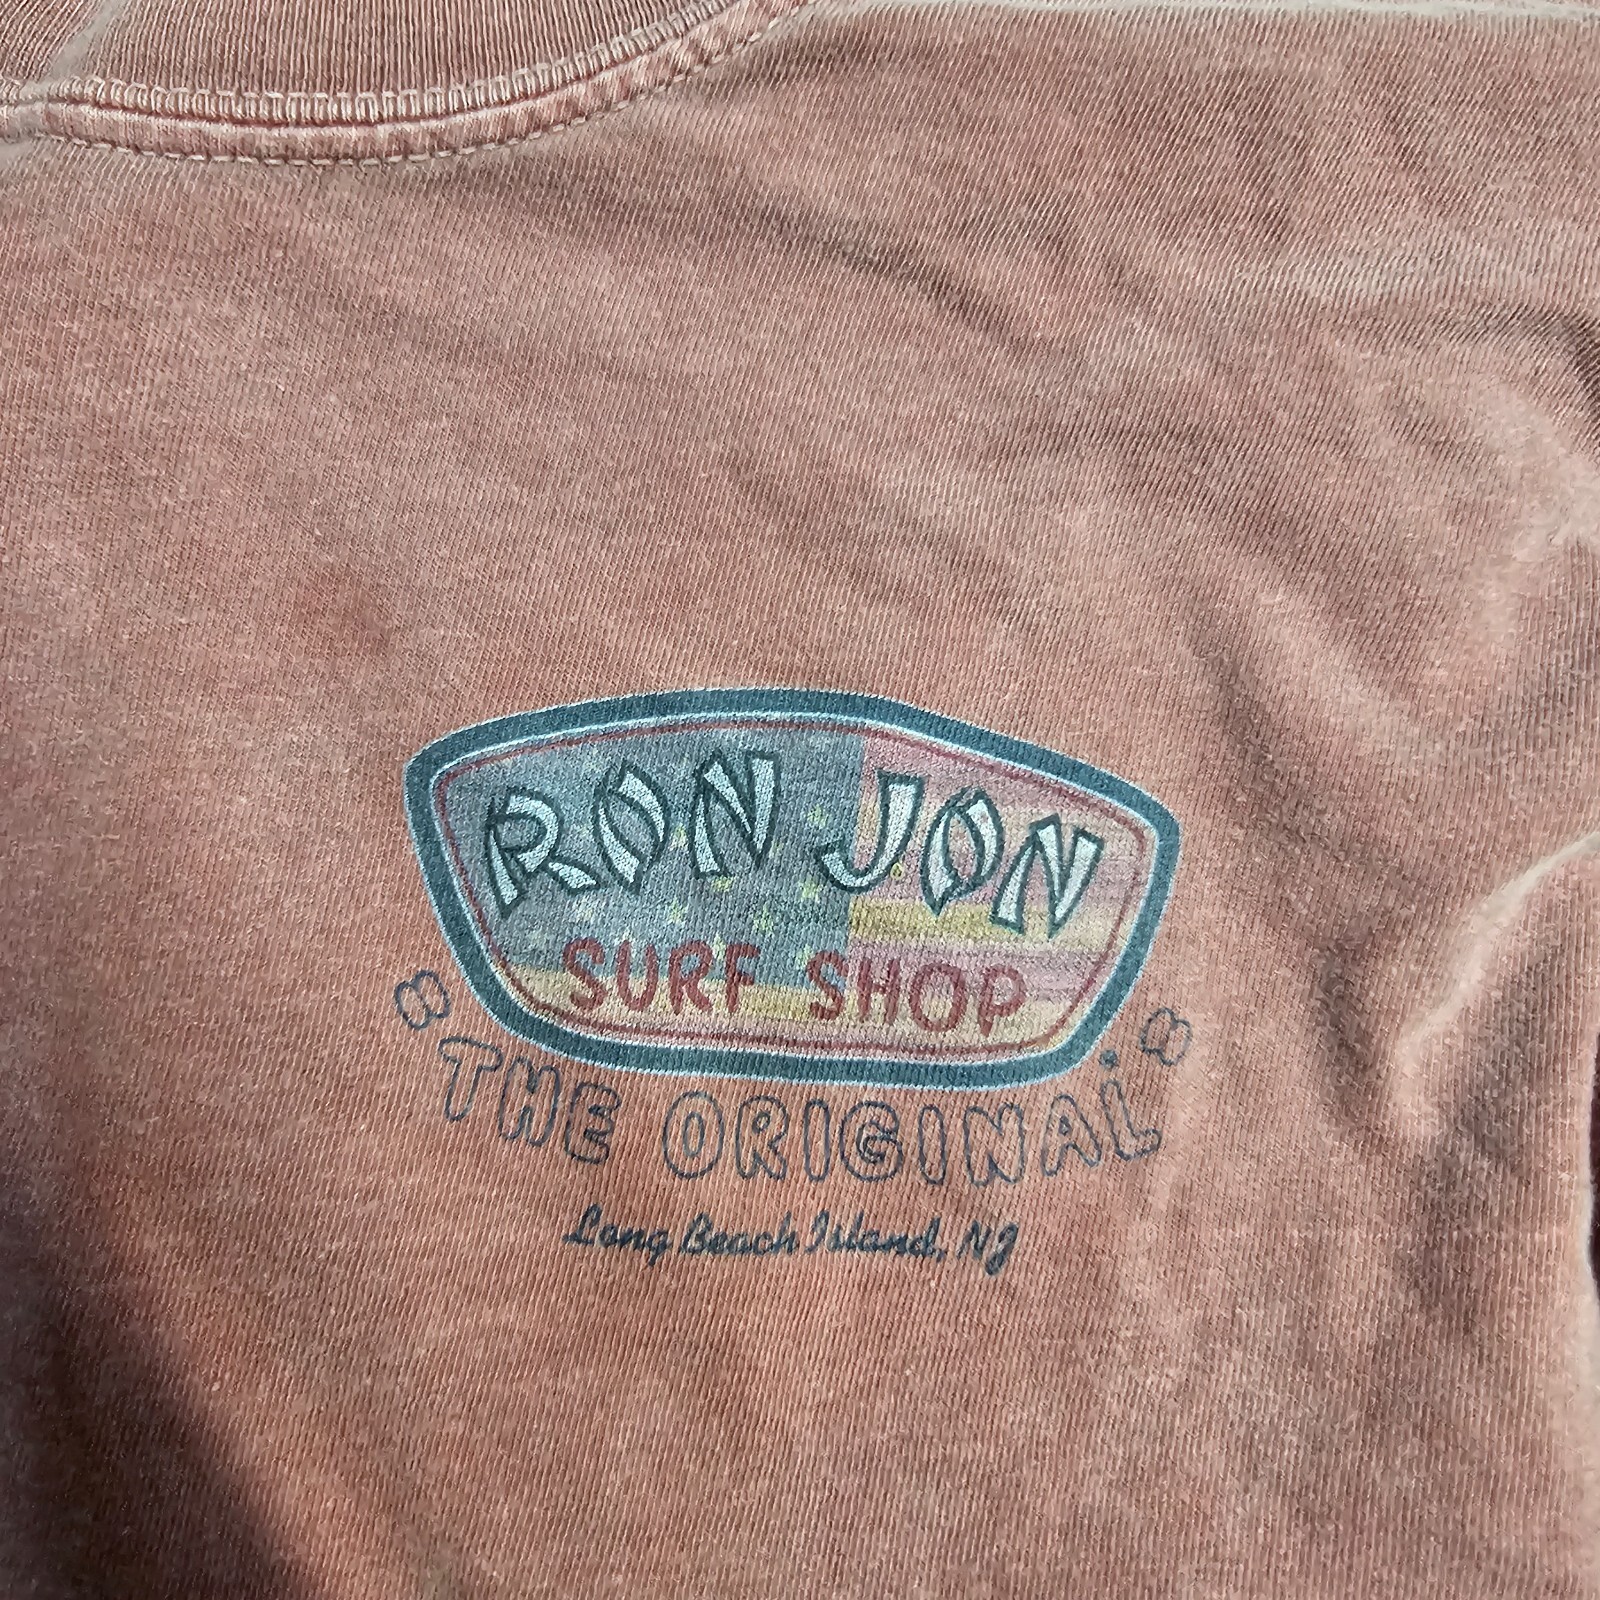 RON JON
SURF SHOP
"THE ORIGINAL"
Long Beach Island, NJ